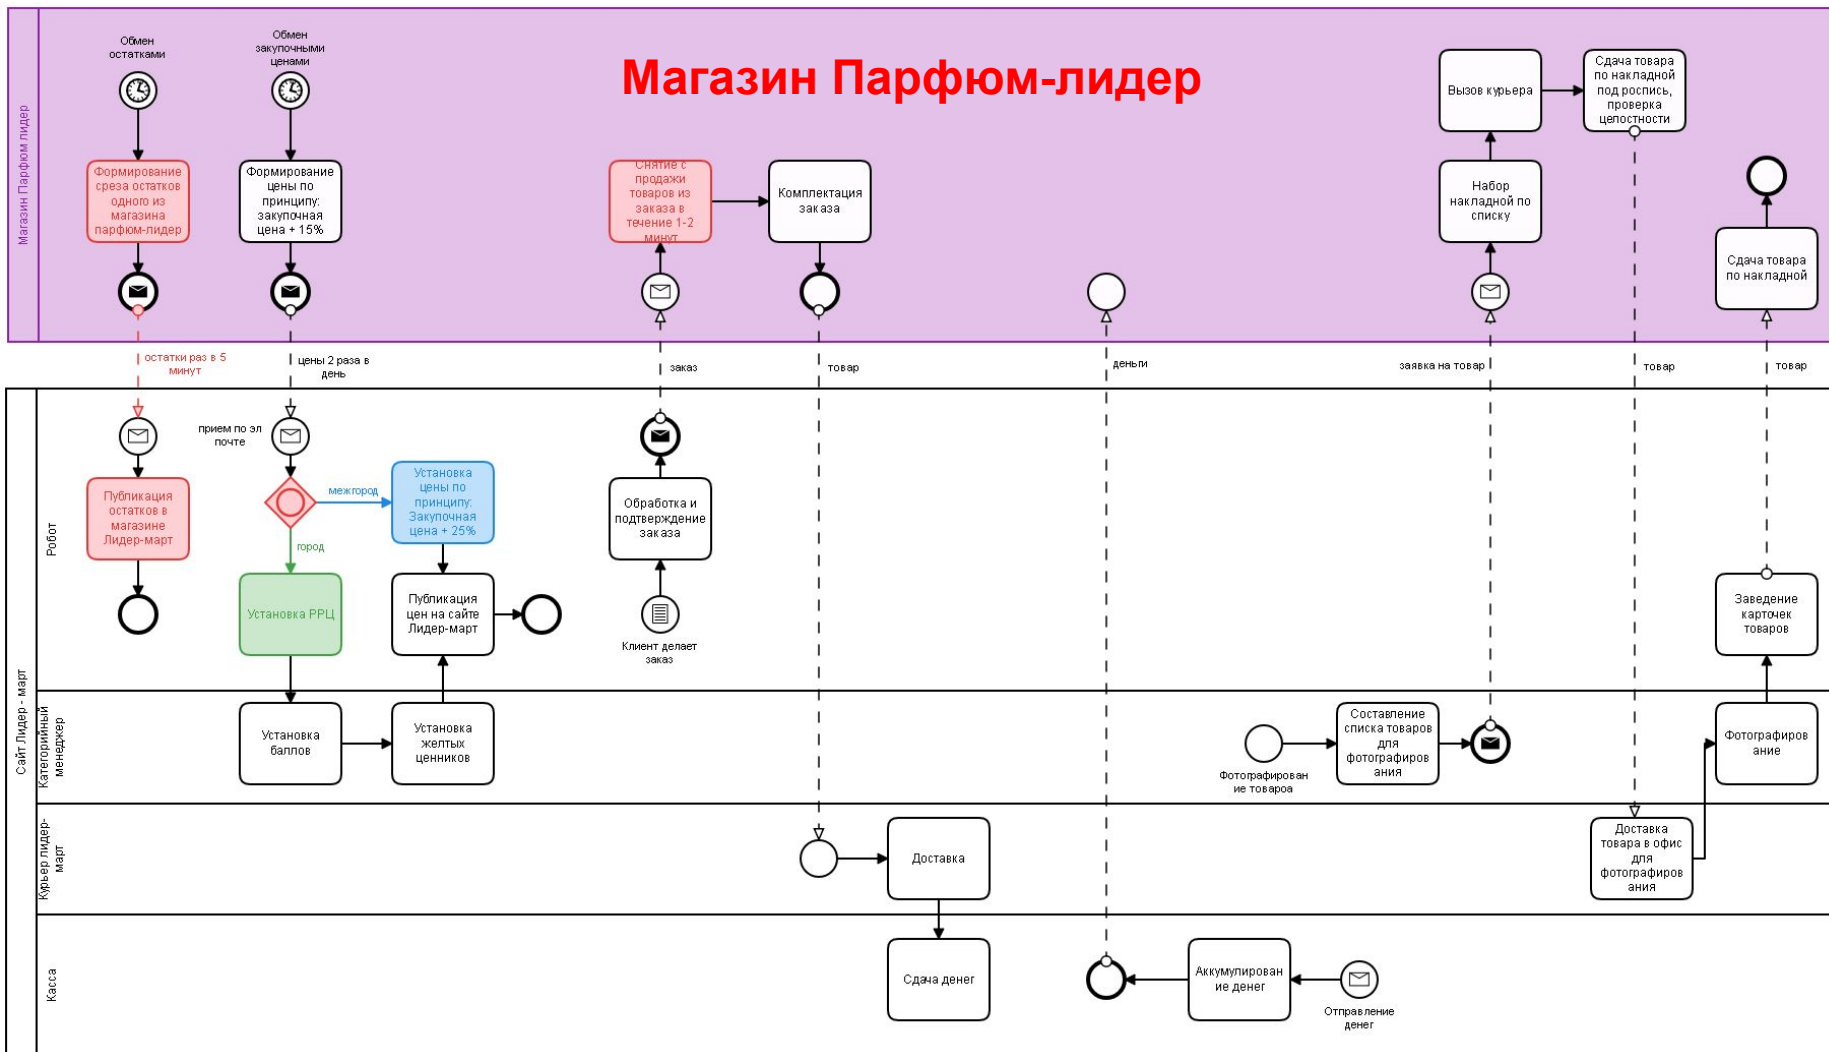 Магазин Парфюм-лидер
Магазин Парфюм лидер
Обмен
остатками
Обмен
закупочными
ценами
Формирование
среза остатков
одного из
магазина
парфюм-лидер
Формирование
цены по
принципу:
закупочная
цена + 15%
Снятие с
продажи
товаров из
заказа в
течение 1-2
минут
Комплектация
заказа
Вызов курьера
Сдача товара
по накладной
под роспись,
проверка
целостности
Набор
накладной по
списку
Сдача товара
по накладной
остатки раз в 5
минут
цены 2 раза в
день
заказ
товар
деньги
заявка на товар
товар
товар
Сайт Лидер - март
Робот
прием по эл
почте
Публикация
остатков в
магазине
Лидер-март
межгород
город
Установка
цены по
принципу:
Закупочная
цена + 25%
Установка РРЦ
Публикация
цен на сайте
Лидер-март
Обработка и
подтверждение
заказа
Клиент делает
заказ
Заведение
карточек
товаров
Категорийный
менеджер
Установка
баллов
Установка
желтых
ценников
Фотографирован
ие товароа
Составление
списка товаров
для
фотографиров
ания
Фотографиров
ание
Курьер лидер-
март
Доставка
Доставка
товара в офис
для
фотографиров
ания
Касса
Сдача денег
Аккумулирован
ие денег
Отправление
денег